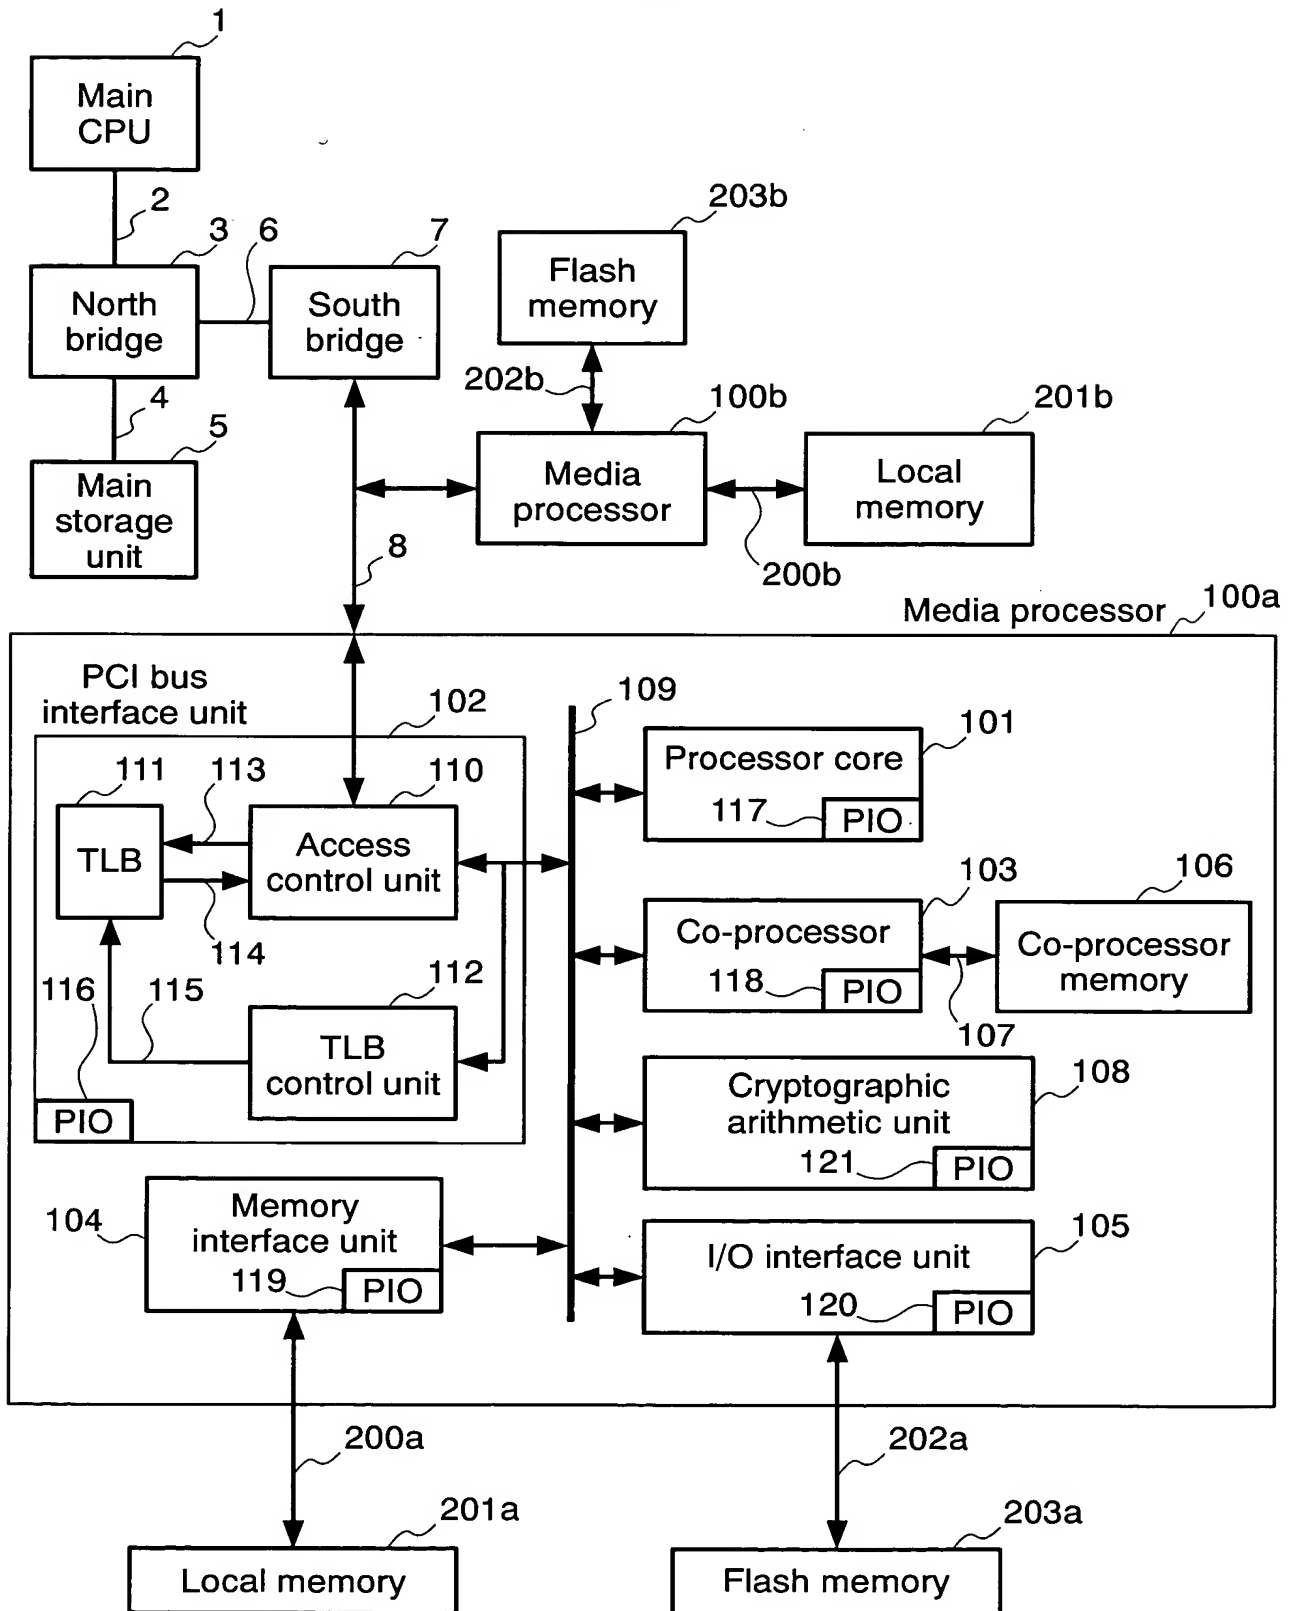 1
Main
CPU
2
203b
3
6
7
Flash
memory
North
bridge
South
bridge
202b
4
100b
201b
5
Main
storage
unit
Media
processor
Local
memory
8
200b
Media processor
100a
PCI bus
interface unit
102
109
101
111
113
110
Processor core
117
PIO
TLB
Access
control unit
103
106
114
Co-processor
118
PIO
Co-processor
memory
116
115
112
107
TLB
control unit
108
Cryptographic
arithmetic unit
121
PIO
PIO
104
Memory
interface unit
119
PIO
105
I/O interface unit
120
PIO
200a
202a
201a
203a
Local memory
Flash memory